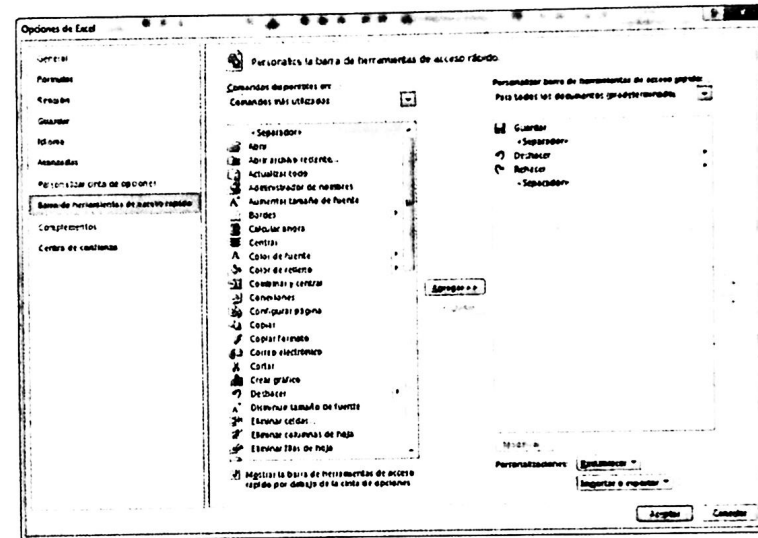 Opciones de Excel
General
Fórmulas
Revisión
Guardar
Idioma
Avanzadas
Personalizar cinta de opciones
Barra de herramientas de acceso rápido
Complementos
Centro de confianza
Personalice la barra de herramientas de acceso rápido.
Comandos disponibles en:
Comandos más utilizados
<Separador>
Abrir
Abrir archivo reciente...
Actualizar todo
Administrador de nombres
Aumentar tamaño de fuente
Bordes
Calcular ahora
Centrar
Color de fuente
Color de relleno
Combinar y centrar
Conexiones
Configurar página
Copiar
Copiar formato
Correo electrónico
Cortar
Crear gráfico
Deshacer
Disminuir tamaño de fuente
Eliminar celdas...
Eliminar columnas de hoja
Eliminar filas de hoja
Mostrar la barra de herramientas de acceso
rápido por debajo de la cinta de opciones
Agregar >>
Personalizar barra de herramientas de acceso rápido:
Para todos los documentos (predeterminado)
Guardar
<Separador>
Deshacer
Rehacer
<Separador>
Personalizaciones:
Restablecer
Importar o exportar
Aceptar
Cancelar